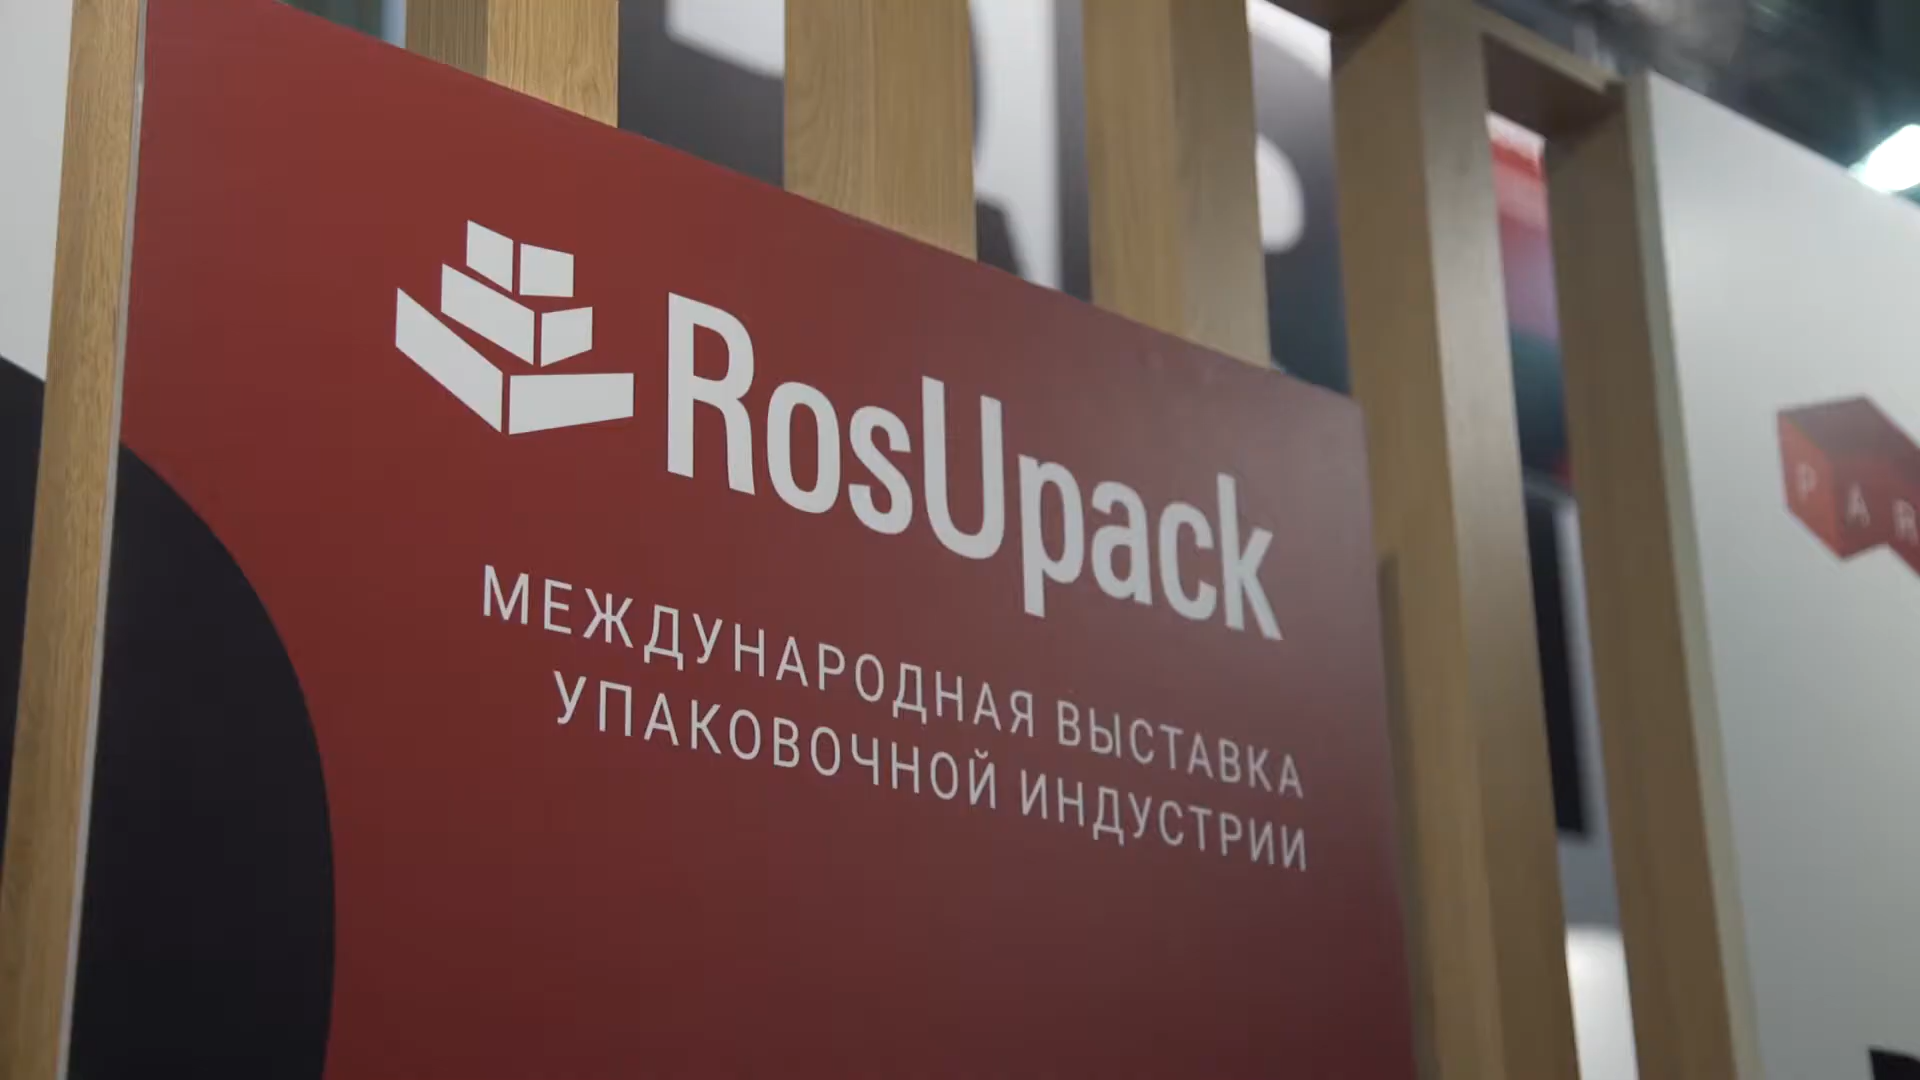 RosUpack
МЕЖДУНАРОДНАЯ ВЫСТАВКА
УПАКОВОЧНОЙ ИНДУСТРИИ